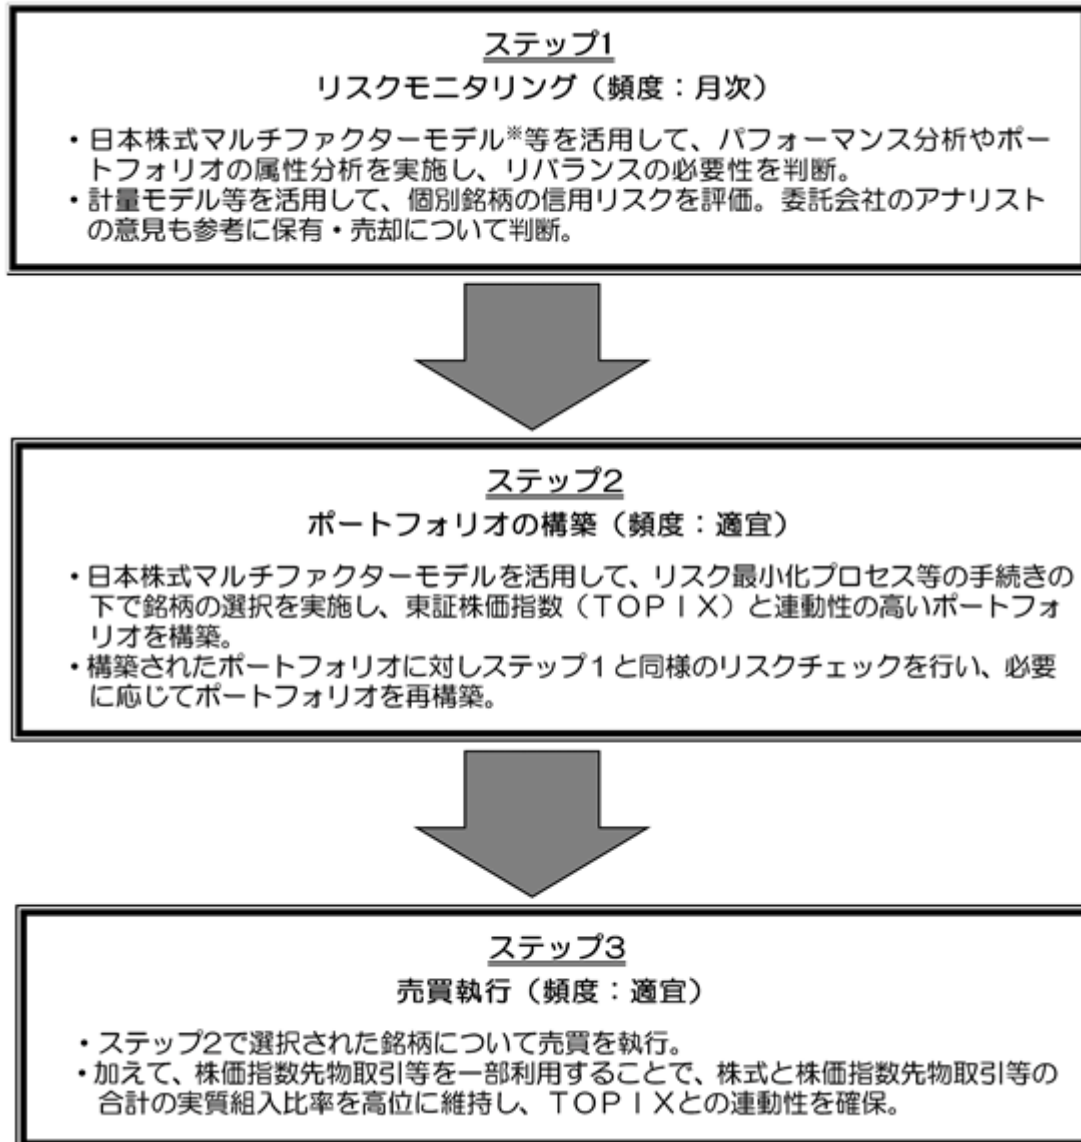 ステップ1
リスクモニタリング（頻度：月次）
・日本株式マルチファクターモデル※等を活用して、パフォーマンス分析やポー
トフォリオの属性分析を実施し、リバランスの必要性を判断。
・計量モデル等を活用して、個別銘柄の信用リスクを評価。委託会社のアナリスト
の意見も参考に保有・売却について判断。
ステップ2
ポートフォリオの構築（頻度：適宜）
・日本株式マルチファクターモデルを活用して、リスク最小化プロセス等の手続きの
下で銘柄の選択を実施し、東証株価指数（ＴＯＰＩＸ）と連動性の高いポートフォ
リオを構築。
・構築されたポートフォリオに対しステップ１と同様のリスクチェックを行い、必要
に応じてポートフォリオを再構築。
ステップ3
売買執行（頻度：適宜）
・ステップ2で選択された銘柄について売買を執行。
・加えて、株価指数先物取引等を一部利用することで、株式と株価指数先物取引等の
合計の実質組入比率を高位に維持し、ＴＯＰＩＸとの連動性を確保。